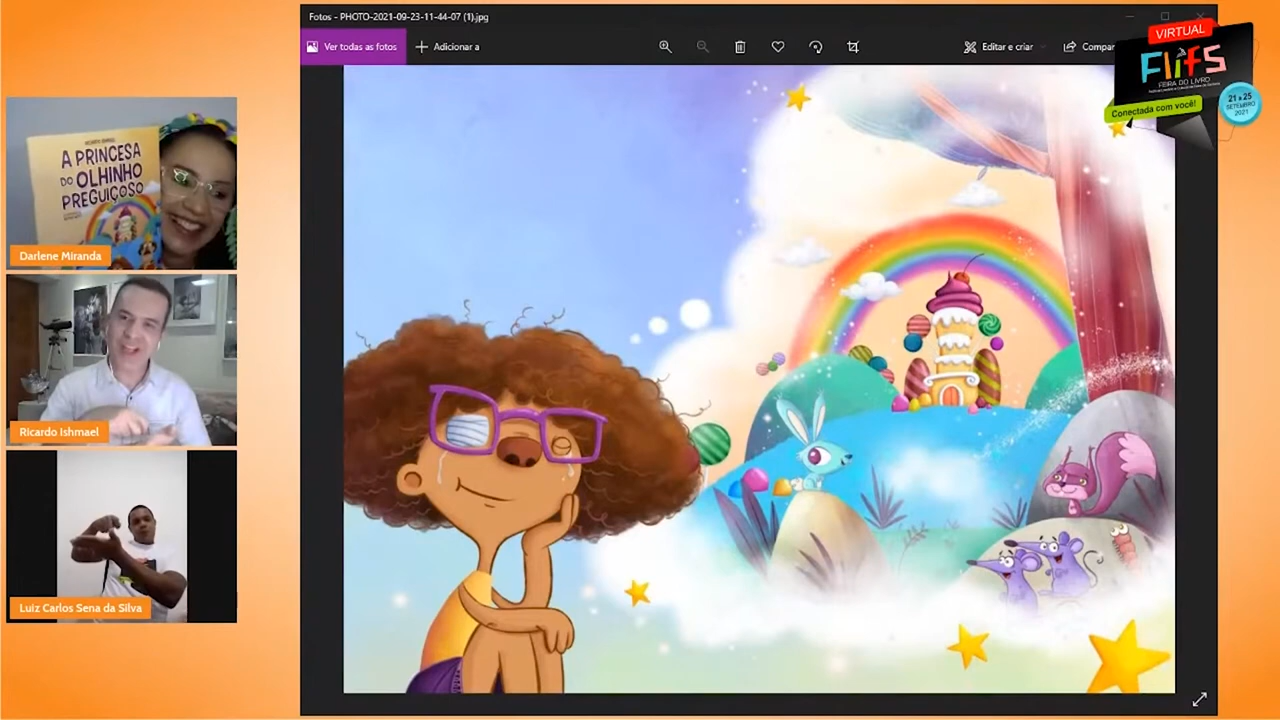 Fotos - PHOTO-2021-09-23-11-44-07 (1).jpg
Ver todas as fotos
Adicionar a
Editar e criar
Compar
VIRTUAL
FLIFS
FEIRA DO LIVRO
Conectada com você!
21 a 25
SETEMBRO
2021
A PRINCESA
DO OLHINHO
PREGUIÇOSO
Darlene Miranda
Ricardo Ishmael
Luiz Carlos Sena da Silva